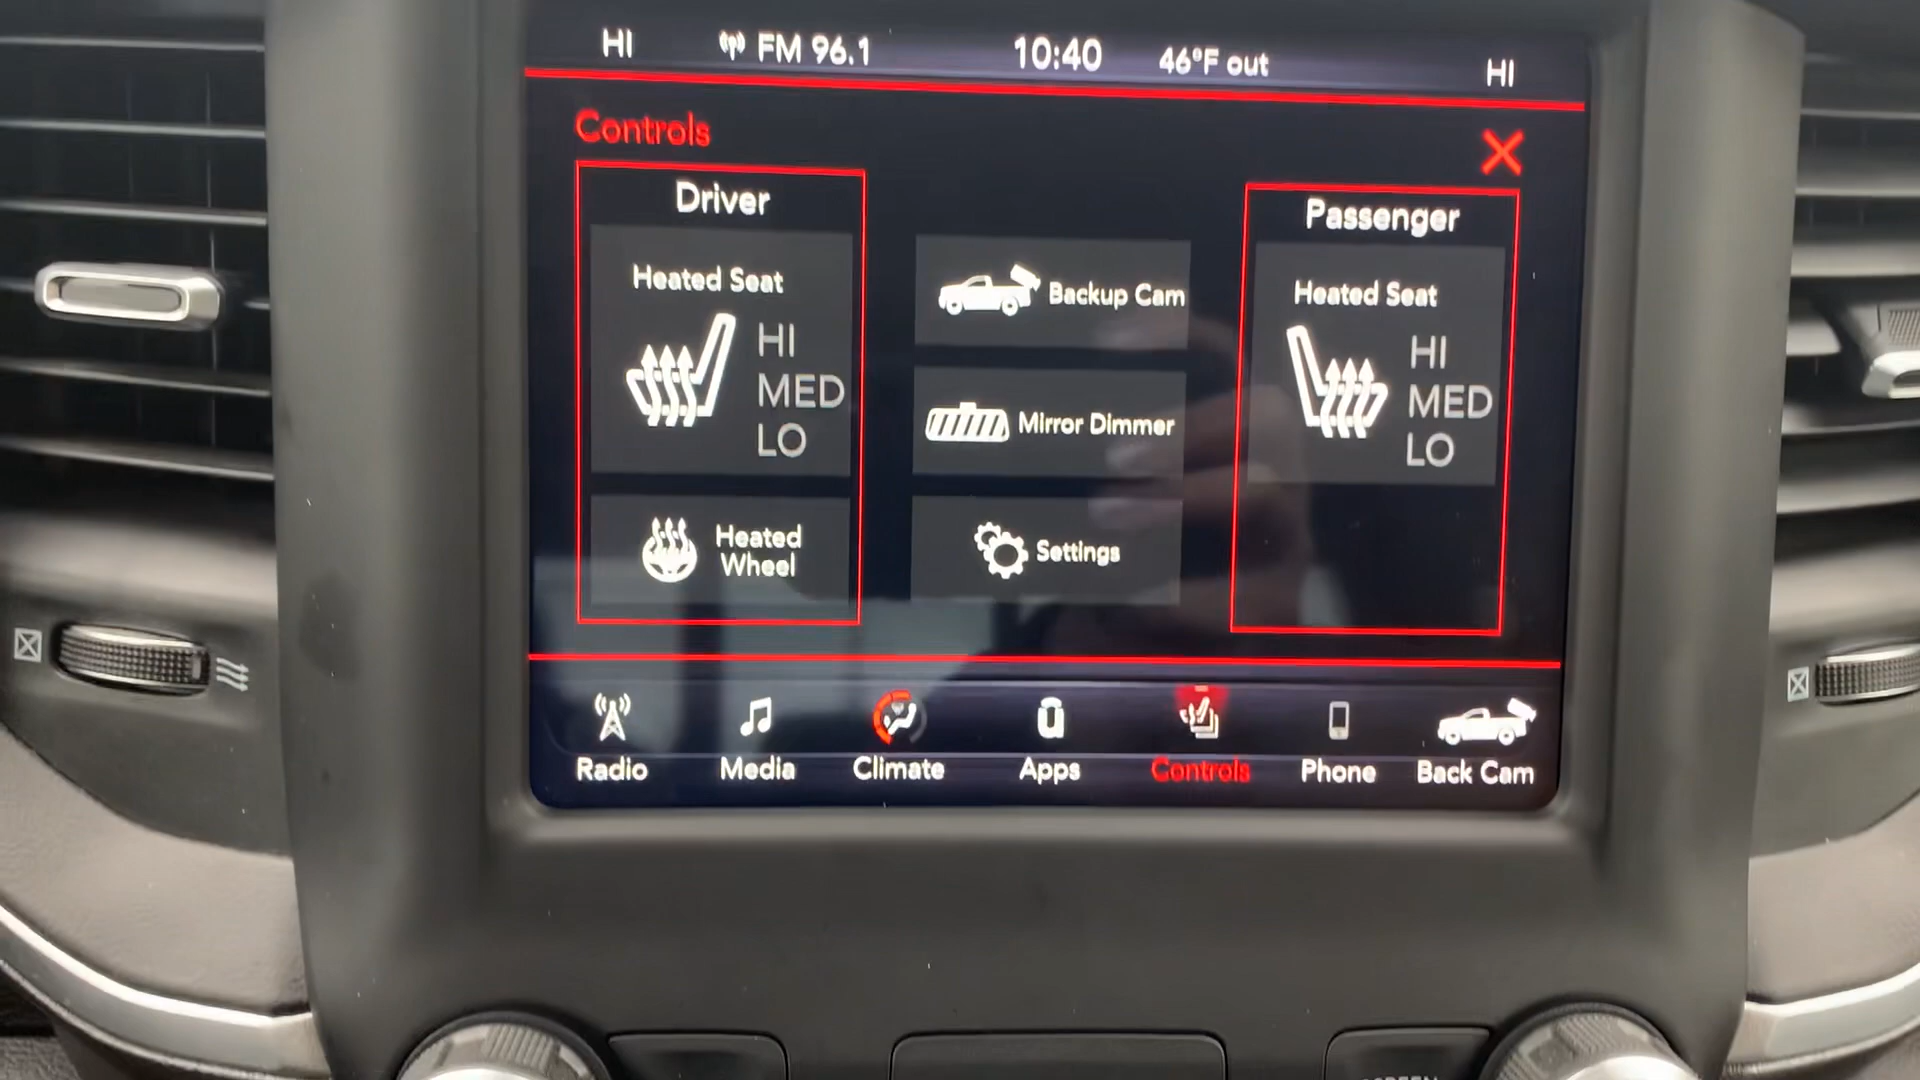 HI FM 96.1 10:40 46°F out HI
Controls
Driver
Heated Seat
HI
MED
LO
Heated
Wheel
Backup Cam
Mirror Dimmer
Settings
Passenger
Heated Seat
HI
MED
LO
Radio Media Climate Apps Controls Phone Back Cam